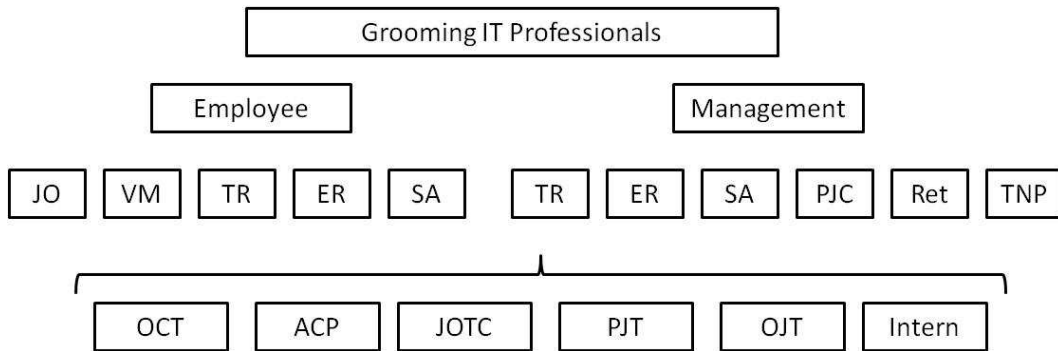 Grooming IT Professionals
Employee Management
JO VM TR ER SA TR ER SA PJC Ret TNP
OCT ACP JOTC PJT OJT Intern